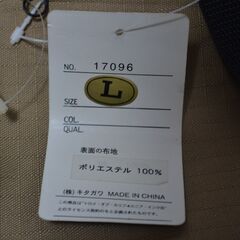 NO. 17096
SIZE L
COL.
QUAL.
表面の布地
ポリエステル 100%
(株)キタガワ MADE IN CHINA